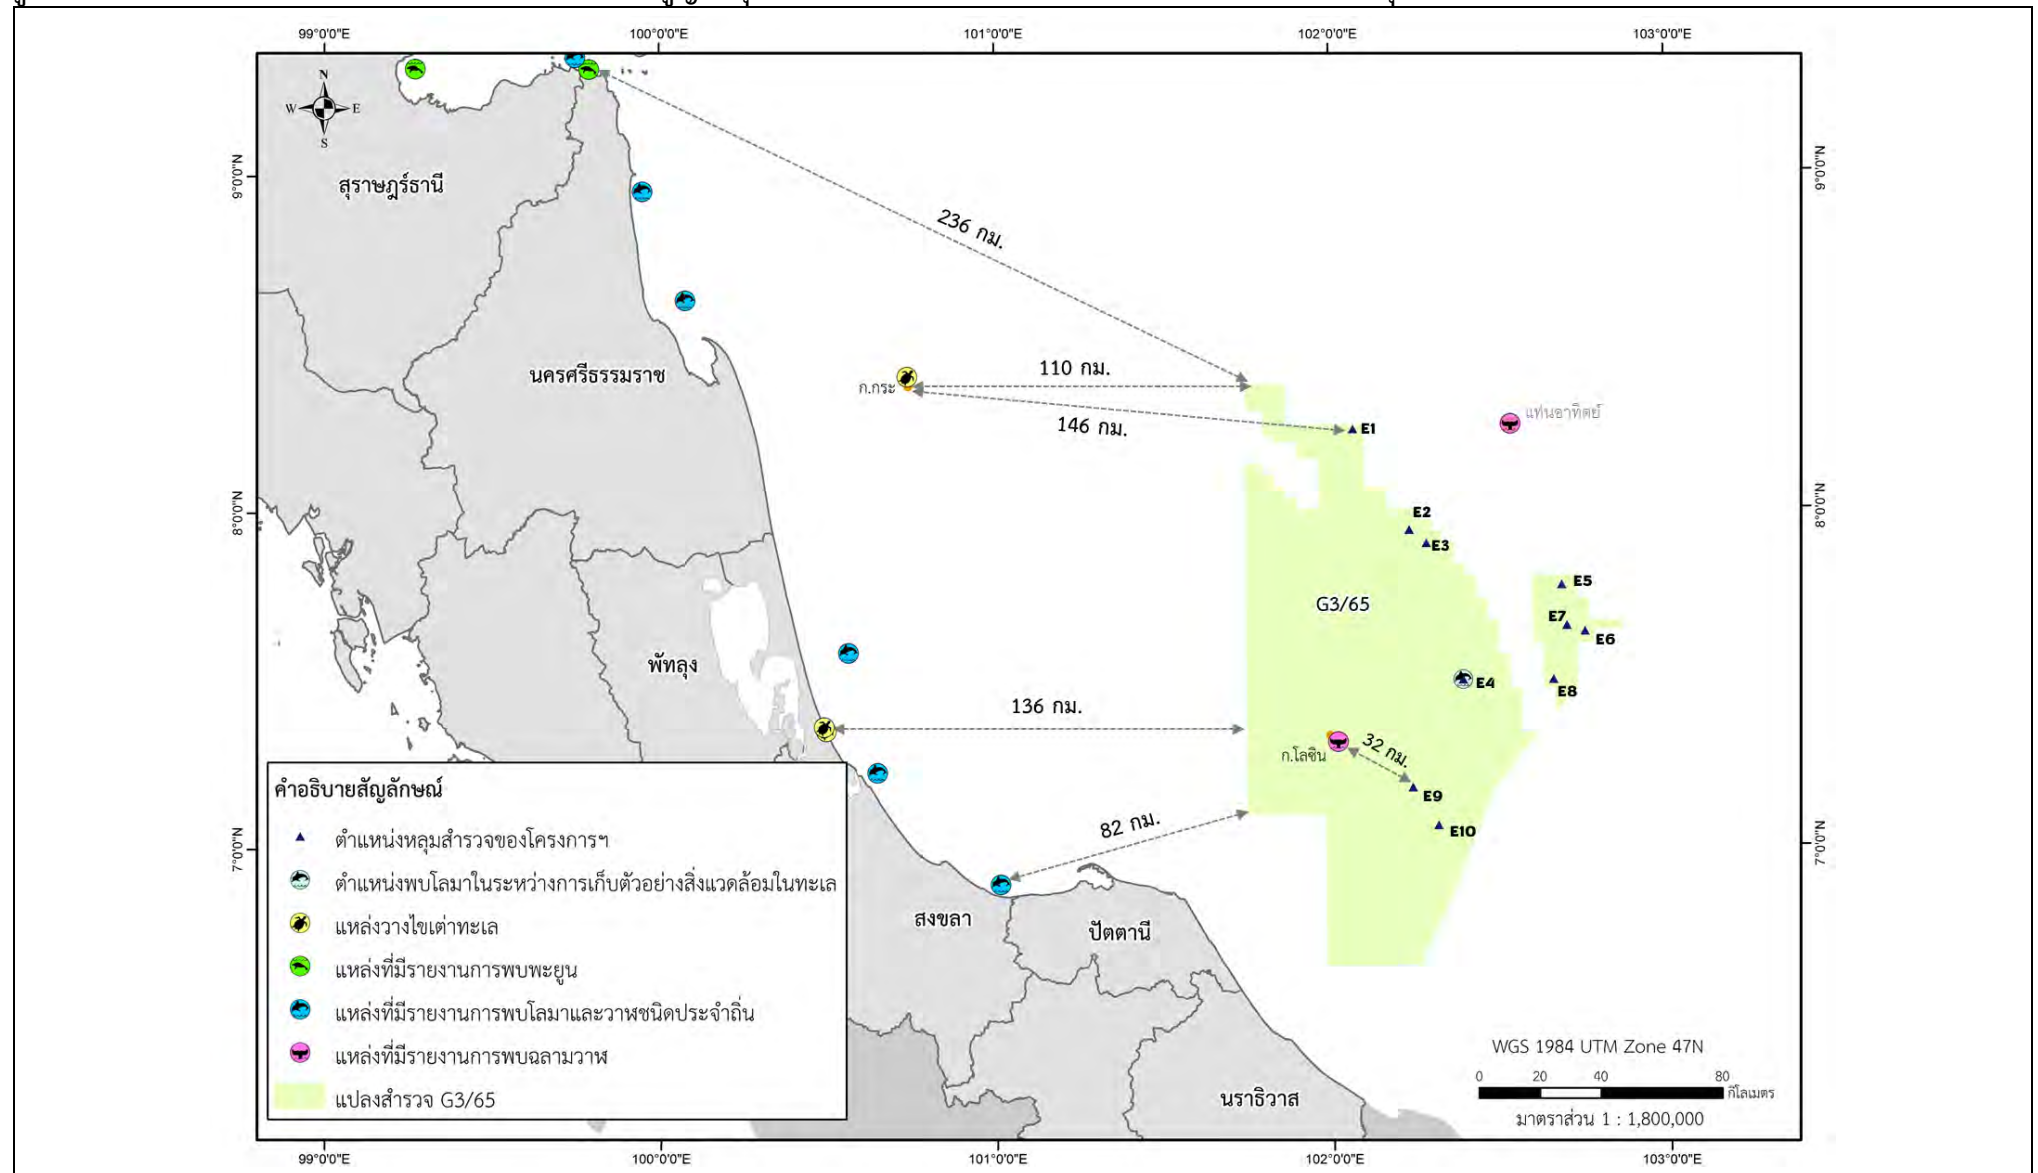 99°0'0"E 100°0'0"E 101°0'0"E 102°0'0"E 103°0'0"E
N
W E
S
9°0'0"N 9°0'0"N
สุราษฎร์ธานี
236 กม.
นครศรีธรรมราช
ก.กระ
110 กม.
146 กม.
E1
แท่นอาทิตย์
8°0'0"N 8°0'0"N
E2
E3
E5
G3/65
E7
E6
พัทลุง
E4
E8
136 กม.
ก.โลซิน
32 กม.
E9
82 กม.
E10
7°0'0"N 7°0'0"N
สงขลา
ปัตตานี
นราธิวาส
คำอธิบายสัญลักษณ์
ตำแหน่งหลุมสำรวจของโครงการฯ
ตำแหน่งพบโลมาในระหว่างการเก็บตัวอย่างสิ่งแวดล้อมในทะเล
แหล่งวางไข่เต่าทะเล
แหล่งที่มีรายงานการพบพะยูน
แหล่งที่มีรายงานการพบโลมาและวาฬชนิดประจำถิ่น
แหล่งที่มีรายงานการพบฉลามวาฬ
แปลงสำรวจ G3/65
WGS 1984 UTM Zone 47N
0 20 40 80
กิโลเมตร
มาตราส่วน 1 : 1,800,000
99°0'0"E 100°0'0"E 101°0'0"E 102°0'0"E 103°0'0"E